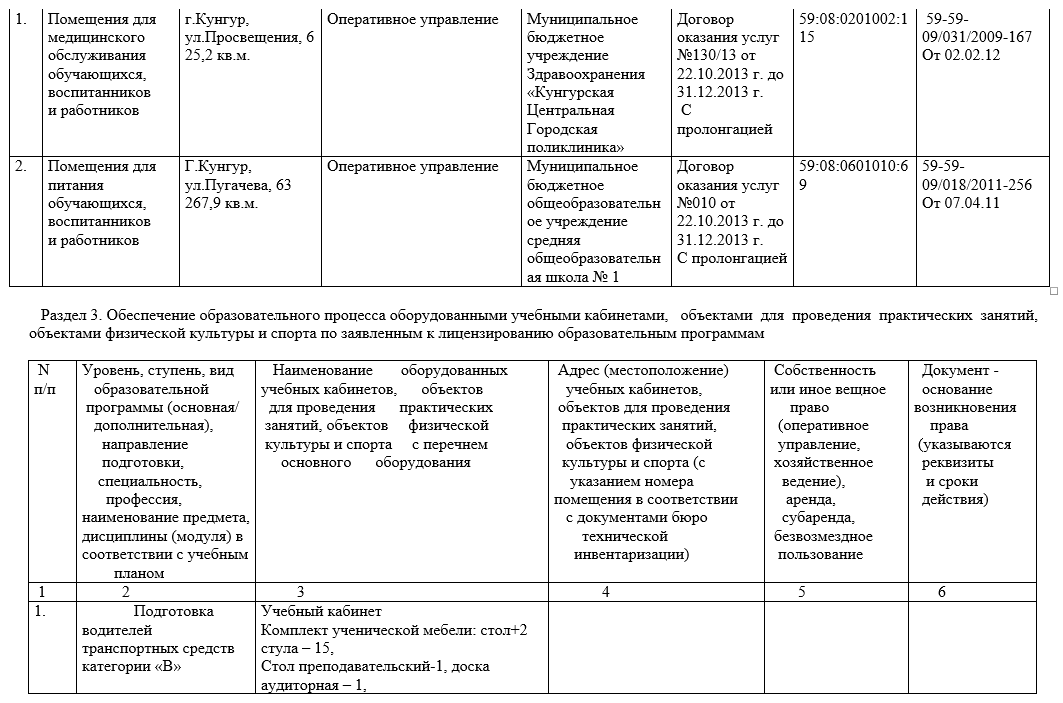 1.
Помещения для
медицинского
обслуживания
обучающихся,
воспитанников
и работников
г.Кунгур,
ул.Просвещения, 6
25,2 кв.м.
Оперативное управление
Муниципальное
бюджетное
учреждение
Здравоохранения
«Кунгурская
Центральная
Городская
поликлиника»
Договор
оказания услуг
№130/13 от
22.10.2013 г. до
31.12.2013 г.
С
пролонгацией
59:08:0201002:1
15
59-59-
09/031/2009-167
От 02.02.12
2.
Помещения для
питания
обучающихся,
воспитанников
и работников
Г.Кунгур,
ул.Пугачева, 63
267,9 кв.м.
Оперативное управление
Муниципальное
бюджетное
общеобразовательн
ое учреждение
средняя
общеобразовательн
ая школа № 1
Договор
оказания услуг
№010 от
22.10.2013 г. до
31.12.2013 г.
С пролонгацией
59:08:0601010:6
9
59-59-
09/018/2011-256
От 07.04.11
Раздел 3. Обеспечение образовательного процесса оборудованными учебными кабинетами, объектами для проведения практических занятий,
объектами физической культуры и спорта по заявленным к лицензированию образовательным программам
N
п/п
Уровень, ступень, вид
образовательной
программы (основная/
дополнительная),
направление
подготовки,
специальность,
профессия,
наименование предмета,
дисциплины (модуля) в
соответствии с учебным
планом
Наименование оборудованных
учебных кабинетов, объектов
для проведения практических
занятий, объектов физической
культуры и спорта с перечнем
основного оборудования
Адрес (местоположение)
учебных кабинетов,
объектов для проведения
практических занятий,
объектов физической
культуры и спорта (с
указанием номера
помещения в соответствии
с документами бюро
технической
инвентаризации)
Собственность
или иное вещное
право
(оперативное
управление,
хозяйственное
ведение),
аренда,
субаренда,
безвозмездное
пользование
Документ -
основание
возникновения
права
(указываются
реквизиты
и сроки
действия)
1
2
3
4
5
6
1.
Подготовка
водителей
транспортных средств
категории «В»
Учебный кабинет
Комплект ученической мебели: стол+2
стула – 15,
Стол преподавательский-1, доска
аудиторная – 1,